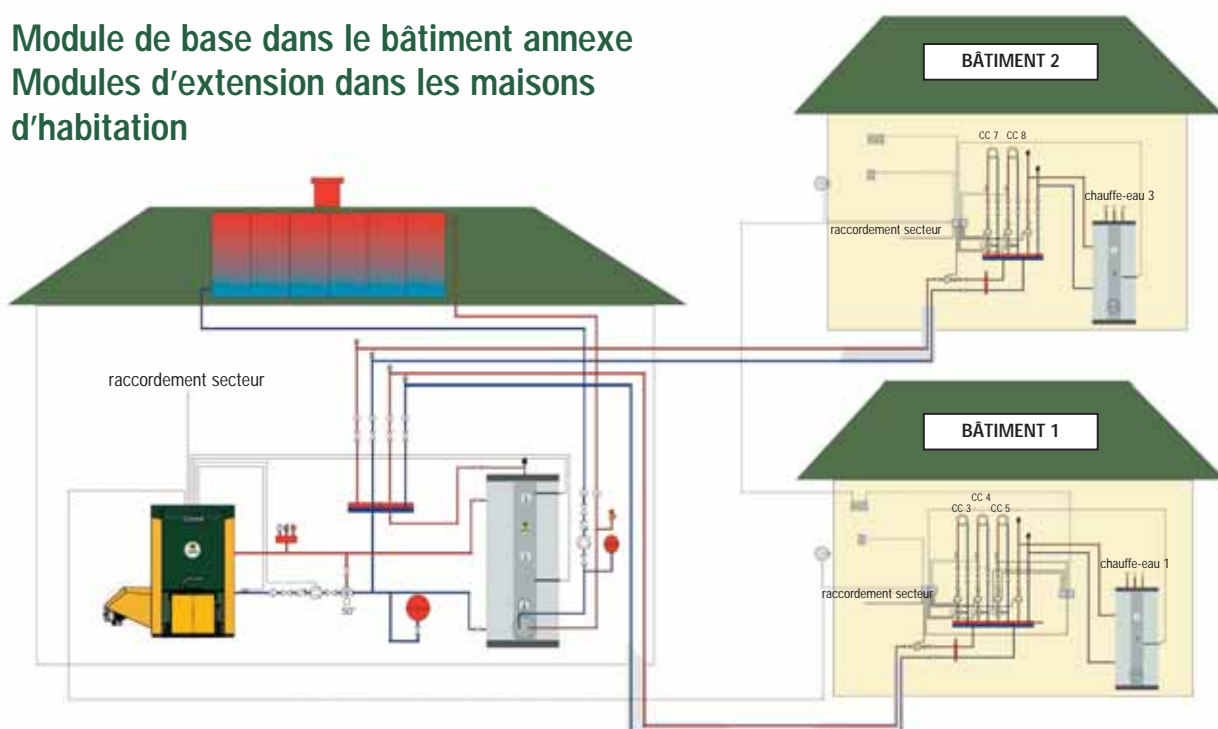 Module de base dans le bâtiment annexe
Modules d'extension dans les maisons
d'habitation
BÂTIMENT 2
CC 7 CC 8
chauffe-eau 3
raccordement secteur
raccordement secteur
50°
BÂTIMENT 1
CC 4
CC 3 CC 5
chauffe-eau 1
raccordement secteur